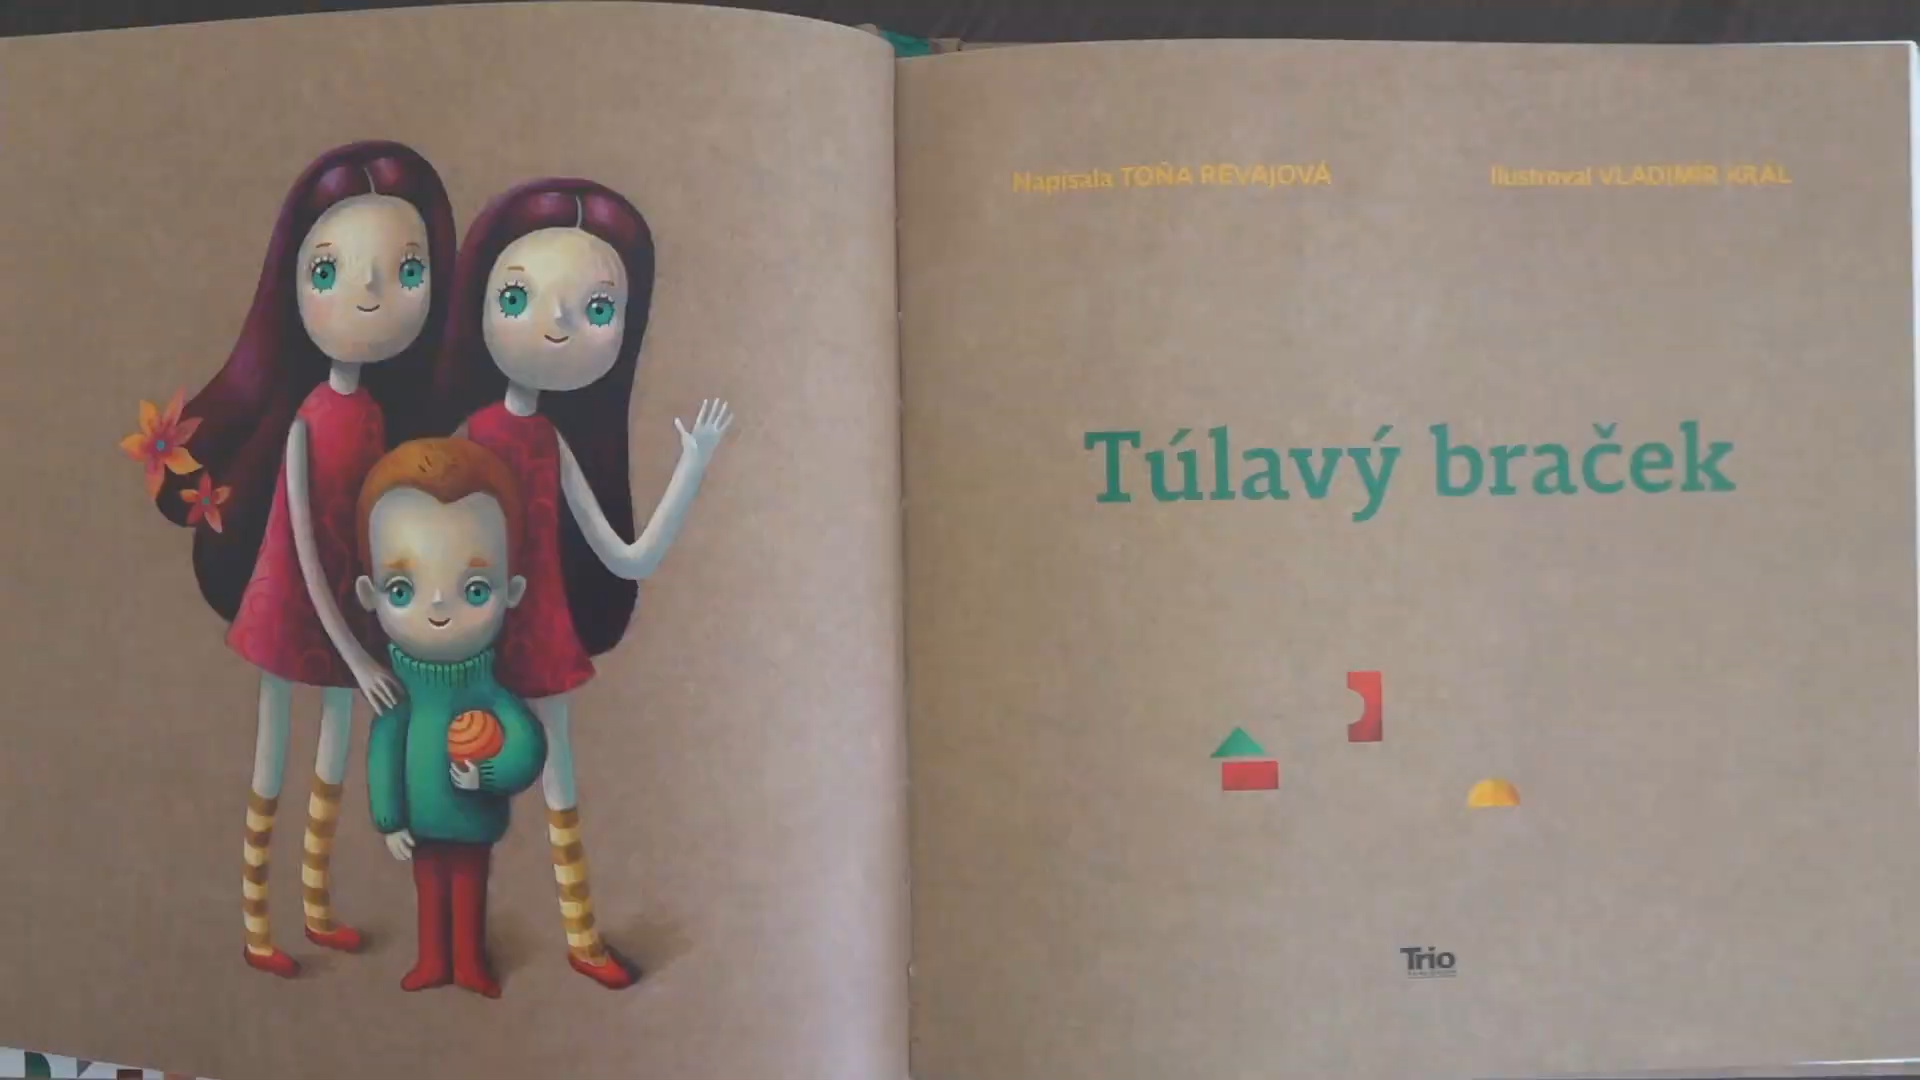 Napísala TOŇA REVAJOVÁ
Ilustroval VLADIMÍR KRÁL
Túlavý braček
Trio